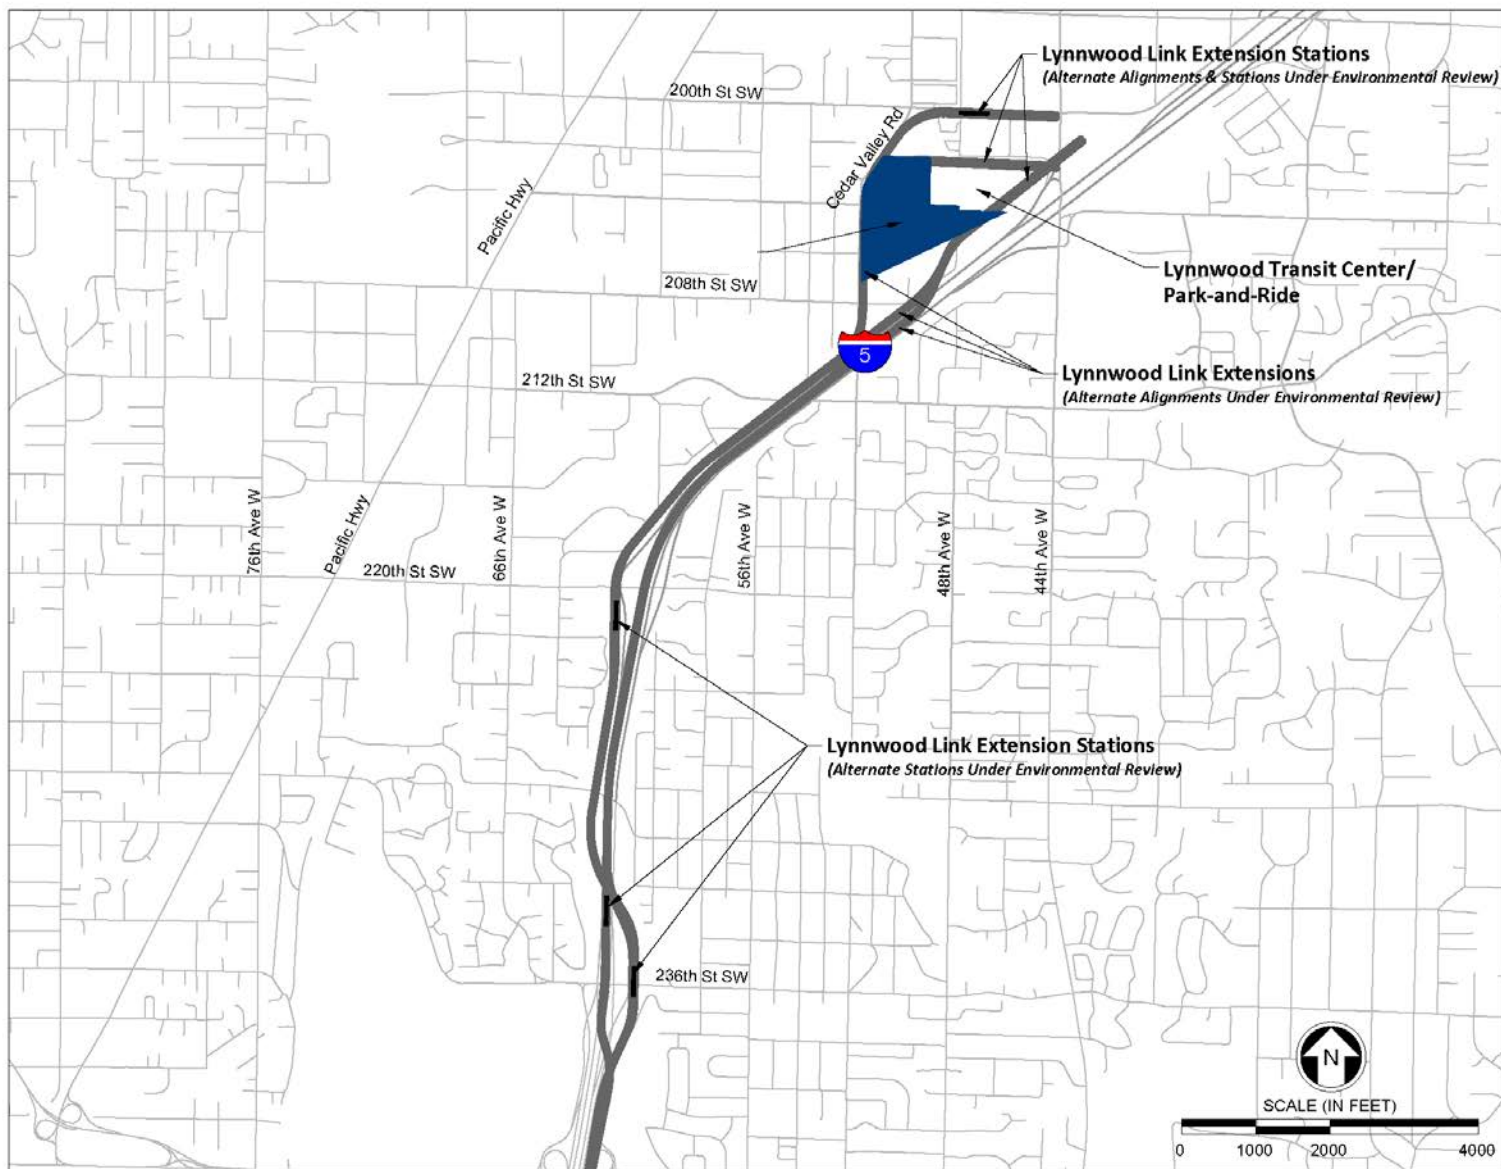 Lynnwood Link Extension Stations
(Alternate Alignments & Stations Under Environmental Review)
200th St SW
Cedar Valley Rd
Pacific Hwy
Lynnwood Transit Center/
Park-and-Ride
208th St SW
5
Lynnwood Link Extensions
(Alternate Alignments Under Environmental Review)
212th St SW
76th Ave W
Pacific Hwy
66th Ave W
56th Ave W
48th Ave W
44th Ave W
220th St SW
Lynnwood Link Extension Stations
(Alternate Stations Under Environmental Review)
236th St SW
N
SCALE (IN FEET)
0 1000 2000 4000